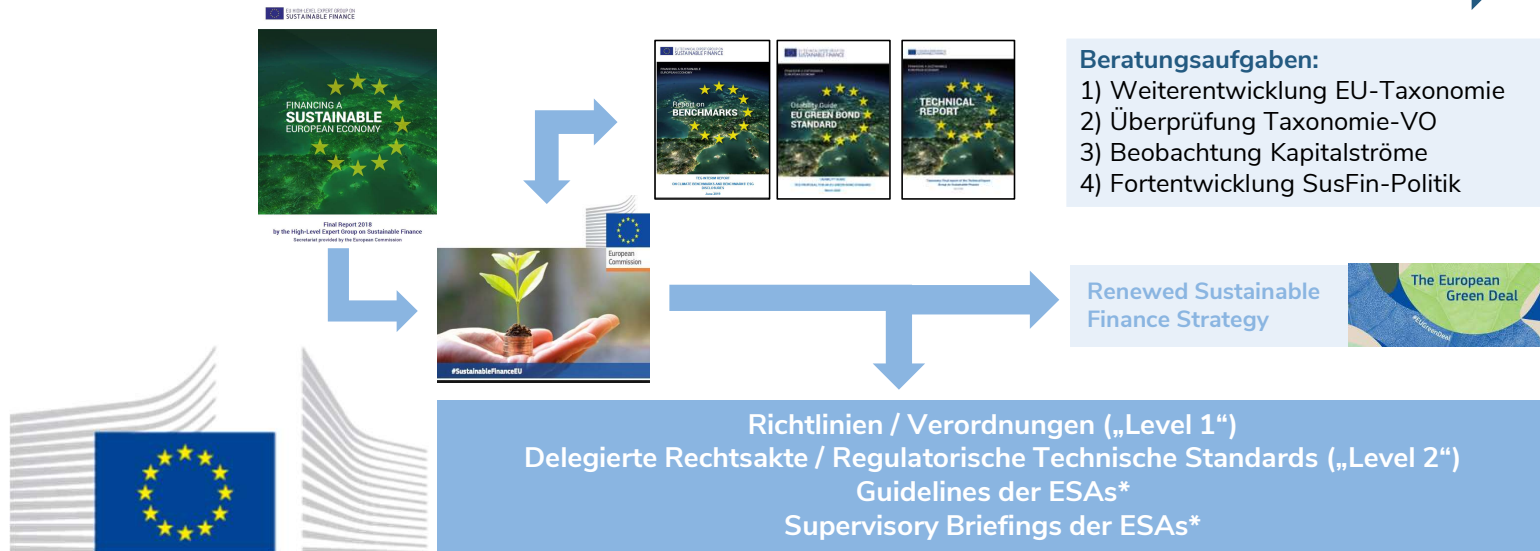 EU HIGH-LEVEL EXPERT GROUP ON
SUSTAINABLE FINANCE
FINANCING A
SUSTAINABLE
EUROPEAN ECONOMY
Final Report 2018
by the High-Level Expert Group on Sustainable Finance
Secretariat provided by the European Commission
SUSTAINABLE FINANCE
Report on
BENCHMARKS
June 2019
SUSTAINABLE FINANCE
Usability Guide
EU GREEN BOND
STANDARD
March 2020
TECHNICAL
REPORT
Beratungsaufgaben:
1) Weiterentwicklung EU-Taxonomie
2) Überprüfung Taxonomie-VO
3) Beobachtung Kapitalströme
4) Fortentwicklung SusFin-Politik
European
Commission
#SustainableFinanceEU
Renewed Sustainable
Finance Strategy
The European
Green Deal
#EUGreenDeal
Richtlinien / Verordnungen („Level 1“)
Delegierte Rechtsakte / Regulatorische Technische Standards („Level 2“)
Guidelines der ESAs*
Supervisory Briefings der ESAs*